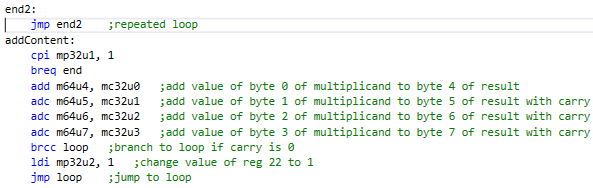 end2:
jmp end2 ;repeated loop
addContent:
cpi mp32u1, 1
breq end
add m64u4, mc32u0 ;add value of byte 0 of multiplicand to byte 4 of result
adc m64u5, mc32u1 ;add value of byte 1 of multiplicand to byte 5 of result with carry
adc m64u6, mc32u2 ;add value of byte 2 of multiplicand to byte 6 of result with carry
adc m64u7, mc32u3 ;add value of byte 3 of multiplicand to byte 7 of result with carry
brcc loop ;branch to loop if carry is 0
ldi mp32u2, 1 ;change value of reg 22 to 1
jmp loop ;jump to loop